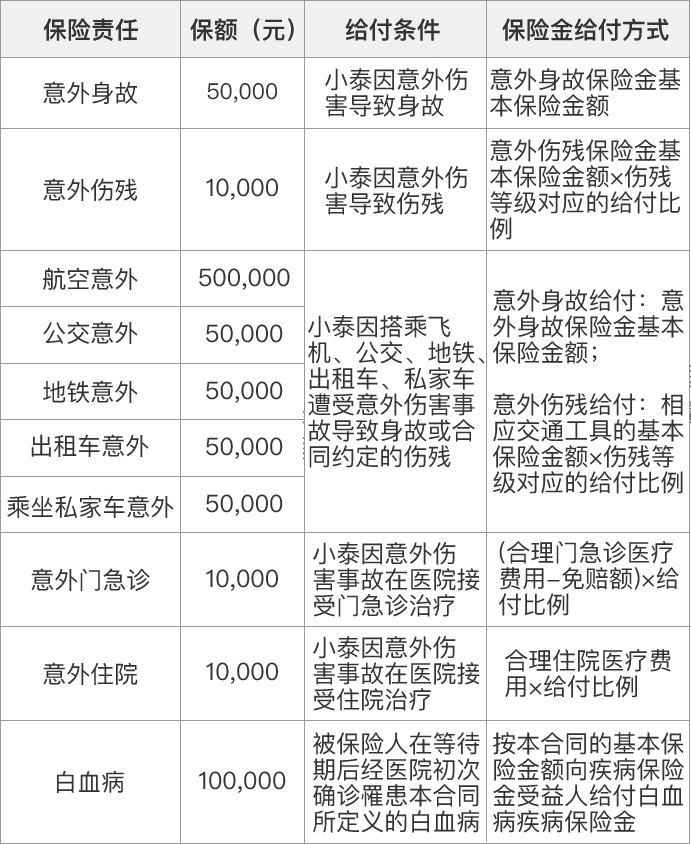 保险责任
保额（元）
给付条件
保险金给付方式
意外身故
50,000
小泰因意外伤
害导致身故
意外身故保险金基
本保险金额
意外伤残
10,000
小泰因意外伤
害导致伤残
意外伤残保险金基
本保险金额×伤残
等级对应的给付比
例
航空意外
500,000
公交意外
50,000
地铁意外
50,000
出租车意外
50,000
乘坐私家车意外
50,000
小泰因搭乘飞
机、公交、地铁、
出租车、私家车
遭受意外伤害事
故导致身故或合
同约定的伤残
意外身故给付：意
外身故保险金基本
保险金额；
意外伤残给付：相
应交通工具的基本
保险金额×伤残等
级对应的给付比例
意外门急诊
10,000
小泰因意外伤
害事故在医院接
受门急诊治疗
(合理门急诊医疗
费用-免赔额)×给
付比例
意外住院
10,000
小泰因意外伤
害事故在医院接
受住院治疗
合理住院医疗费
用×给付比例
白血病
100,000
被保险人在等待
期后经医院初次
确诊罹患本合同
所定义的白血病
按本合同的基本保
险金额向疾病保险
金受益人给付白血
病疾病保险金